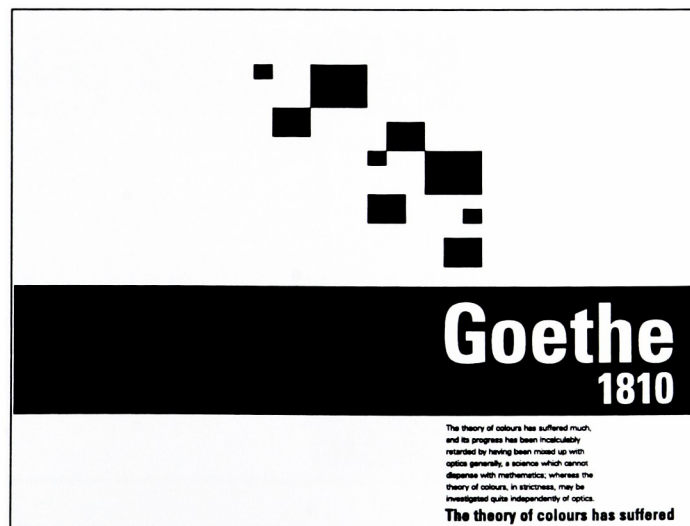 Goethe
1810
The theory of colours has suffered much,
and its progress has been incalculably
retarded by having been mixed up with
optics generally, a science which cannot
dispense with mathematics; whereas the
theory of colours, in strictness, may be
investigated quite independently of optics.
The theory of colours has suffered